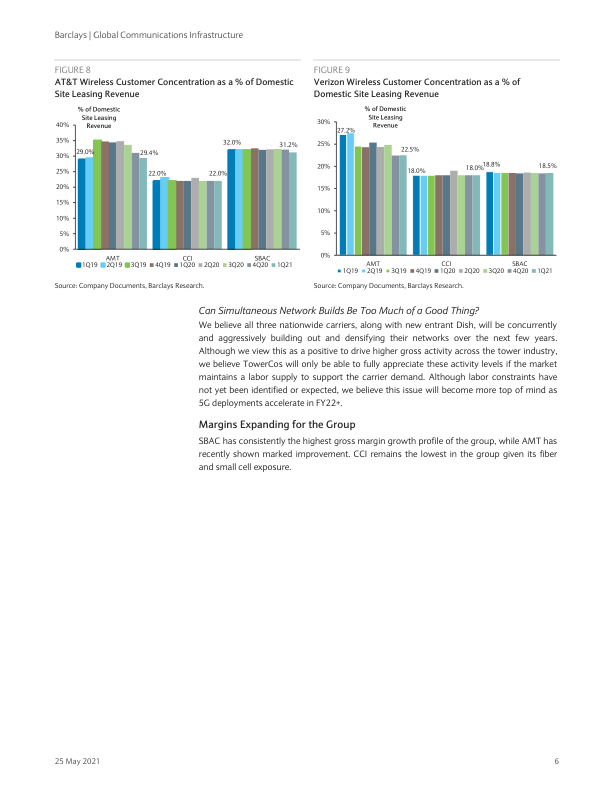 Barclays | Global Communications Infrastructure
FIGURE 8
AT&T Wireless Customer Concentration as a % of Domestic
Site Leasing Revenue
% of Domestic
Site Leasing
Revenue
40%
35%
30%
25%
20%
15%
10%
5%
0%
29.0%
29.4%
22.0%
22.0%
32.0%
31.2%
AMT CCI SBAC
1Q19 2Q19 3Q19 4Q19 1Q20 2Q20 3Q20 4Q20 1Q21
Source: Company Documents, Barclays Research.
FIGURE 9
Verizon Wireless Customer Concentration as a % of
Domestic Site Leasing Revenue
% of Domestic
Site Leasing
Revenue
30%
25%
20%
15%
10%
5%
0%
27.2%
22.5%
18.0%
18.0%
18.8%
18.5%
AMT CCI SBAC
1Q19 2Q19 3Q19 4Q19 1Q20 2Q20 3Q20 4Q20 1Q21
Source: Company Documents, Barclays Research.
Can Simultaneous Network Builds Be Too Much of a Good Thing?
We believe all three nationwide carriers, along with new entrant Dish, will be concurrently
and aggressively building out and densifying their networks over the next few years.
Although we view this as a positive to drive higher gross activity across the tower industry,
we believe TowerCos will only be able to fully appreciate these activity levels if the market
maintains a labor supply to support the carrier demand. Although labor constraints have
not yet been identified or expected, we believe this issue will become more top of mind as
5G deployments accelerate in FY22+.
Margins Expanding for the Group
SBAC has consistently the highest gross margin growth profile of the group, while AMT has
recently shown marked improvement. CCI remains the lowest in the group given its fiber
and small cell exposure.
25 May 2021
6